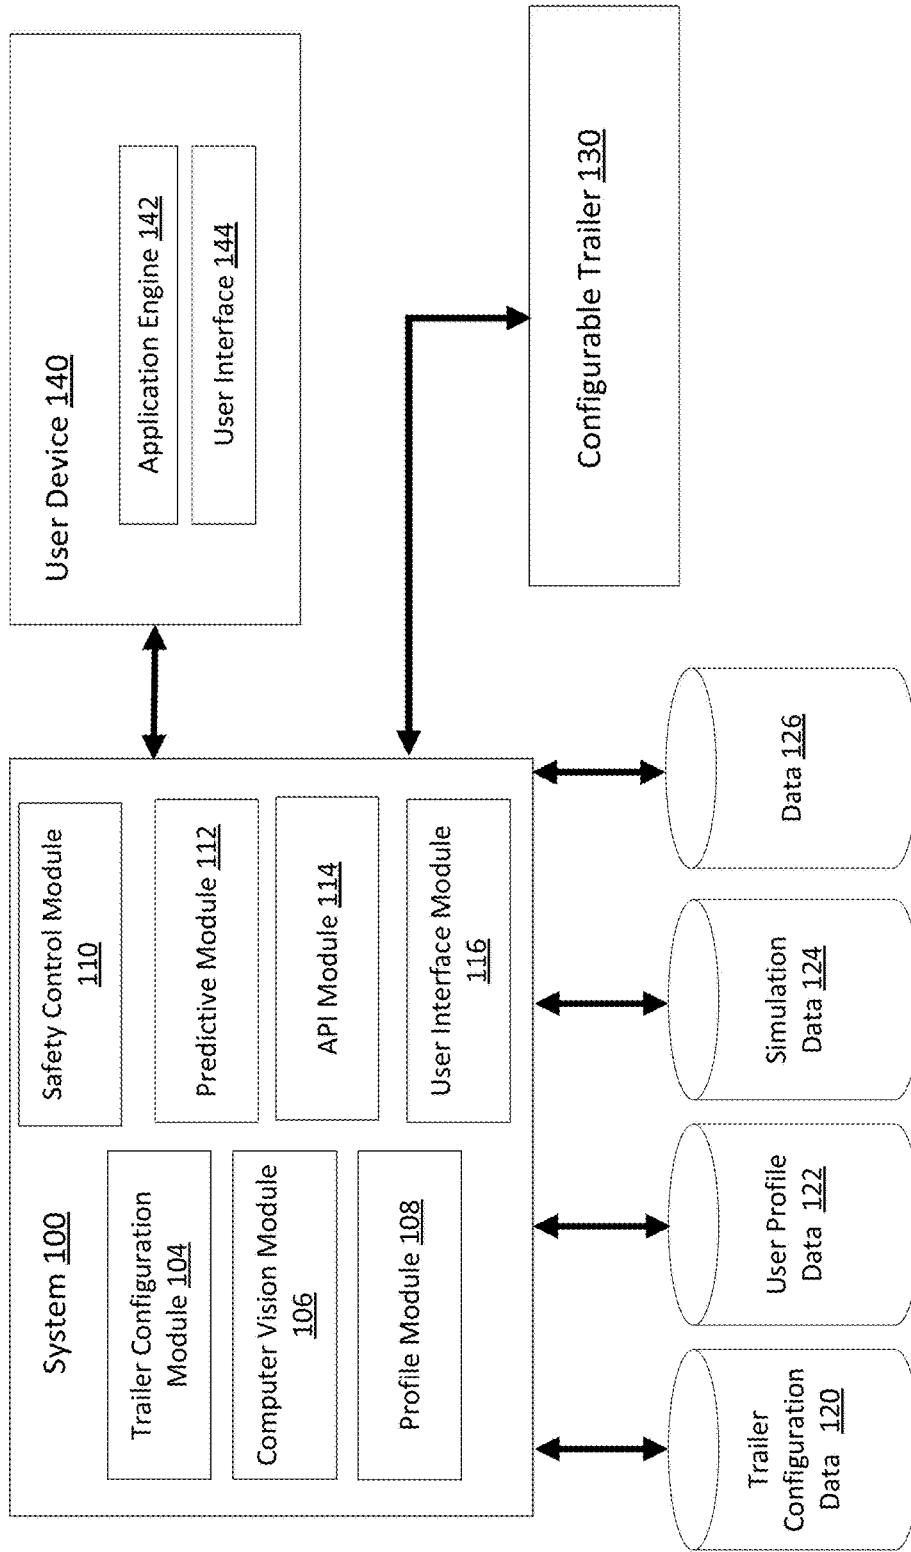 System 100
Trailer Configuration
Module 104
Computer Vision Module
106
Profile Module 108
Safety Control Module
110
Predictive Module 112
API Module 114
User Interface Module
116
User Device 140
Application Engine 142
User Interface 144
Configurable Trailer 130
Trailer
Configuration
Data 120
User Profile
Data 122
Simulation
Data 124
Data 126